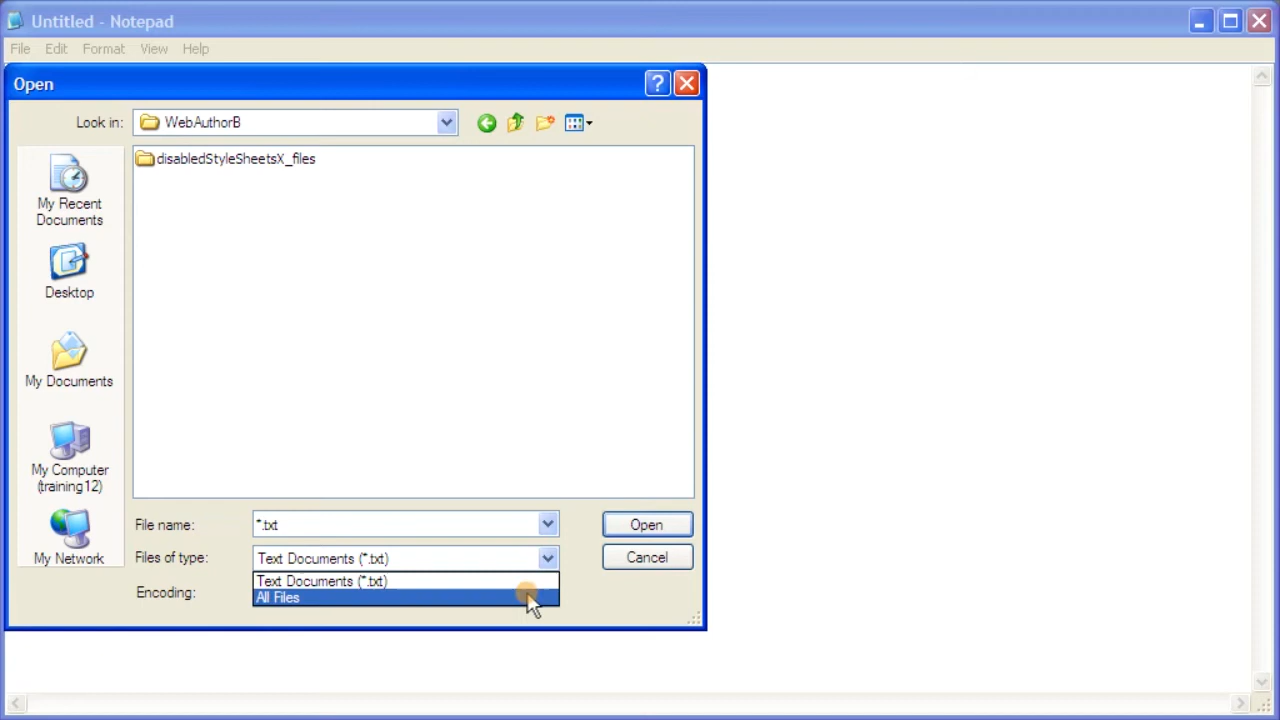 Untitled - Notepad
File Edit Format View Help
Open
Look in: WebAuthorB
disabledStyleSheetsX_files
My Recent
Documents
Desktop
My Documents
My Computer
(training12)
My Network
File name: *.txt Open
Files of type: Text Documents (*.txt) Cancel
Text Documents (*.txt)
Encoding: All Files